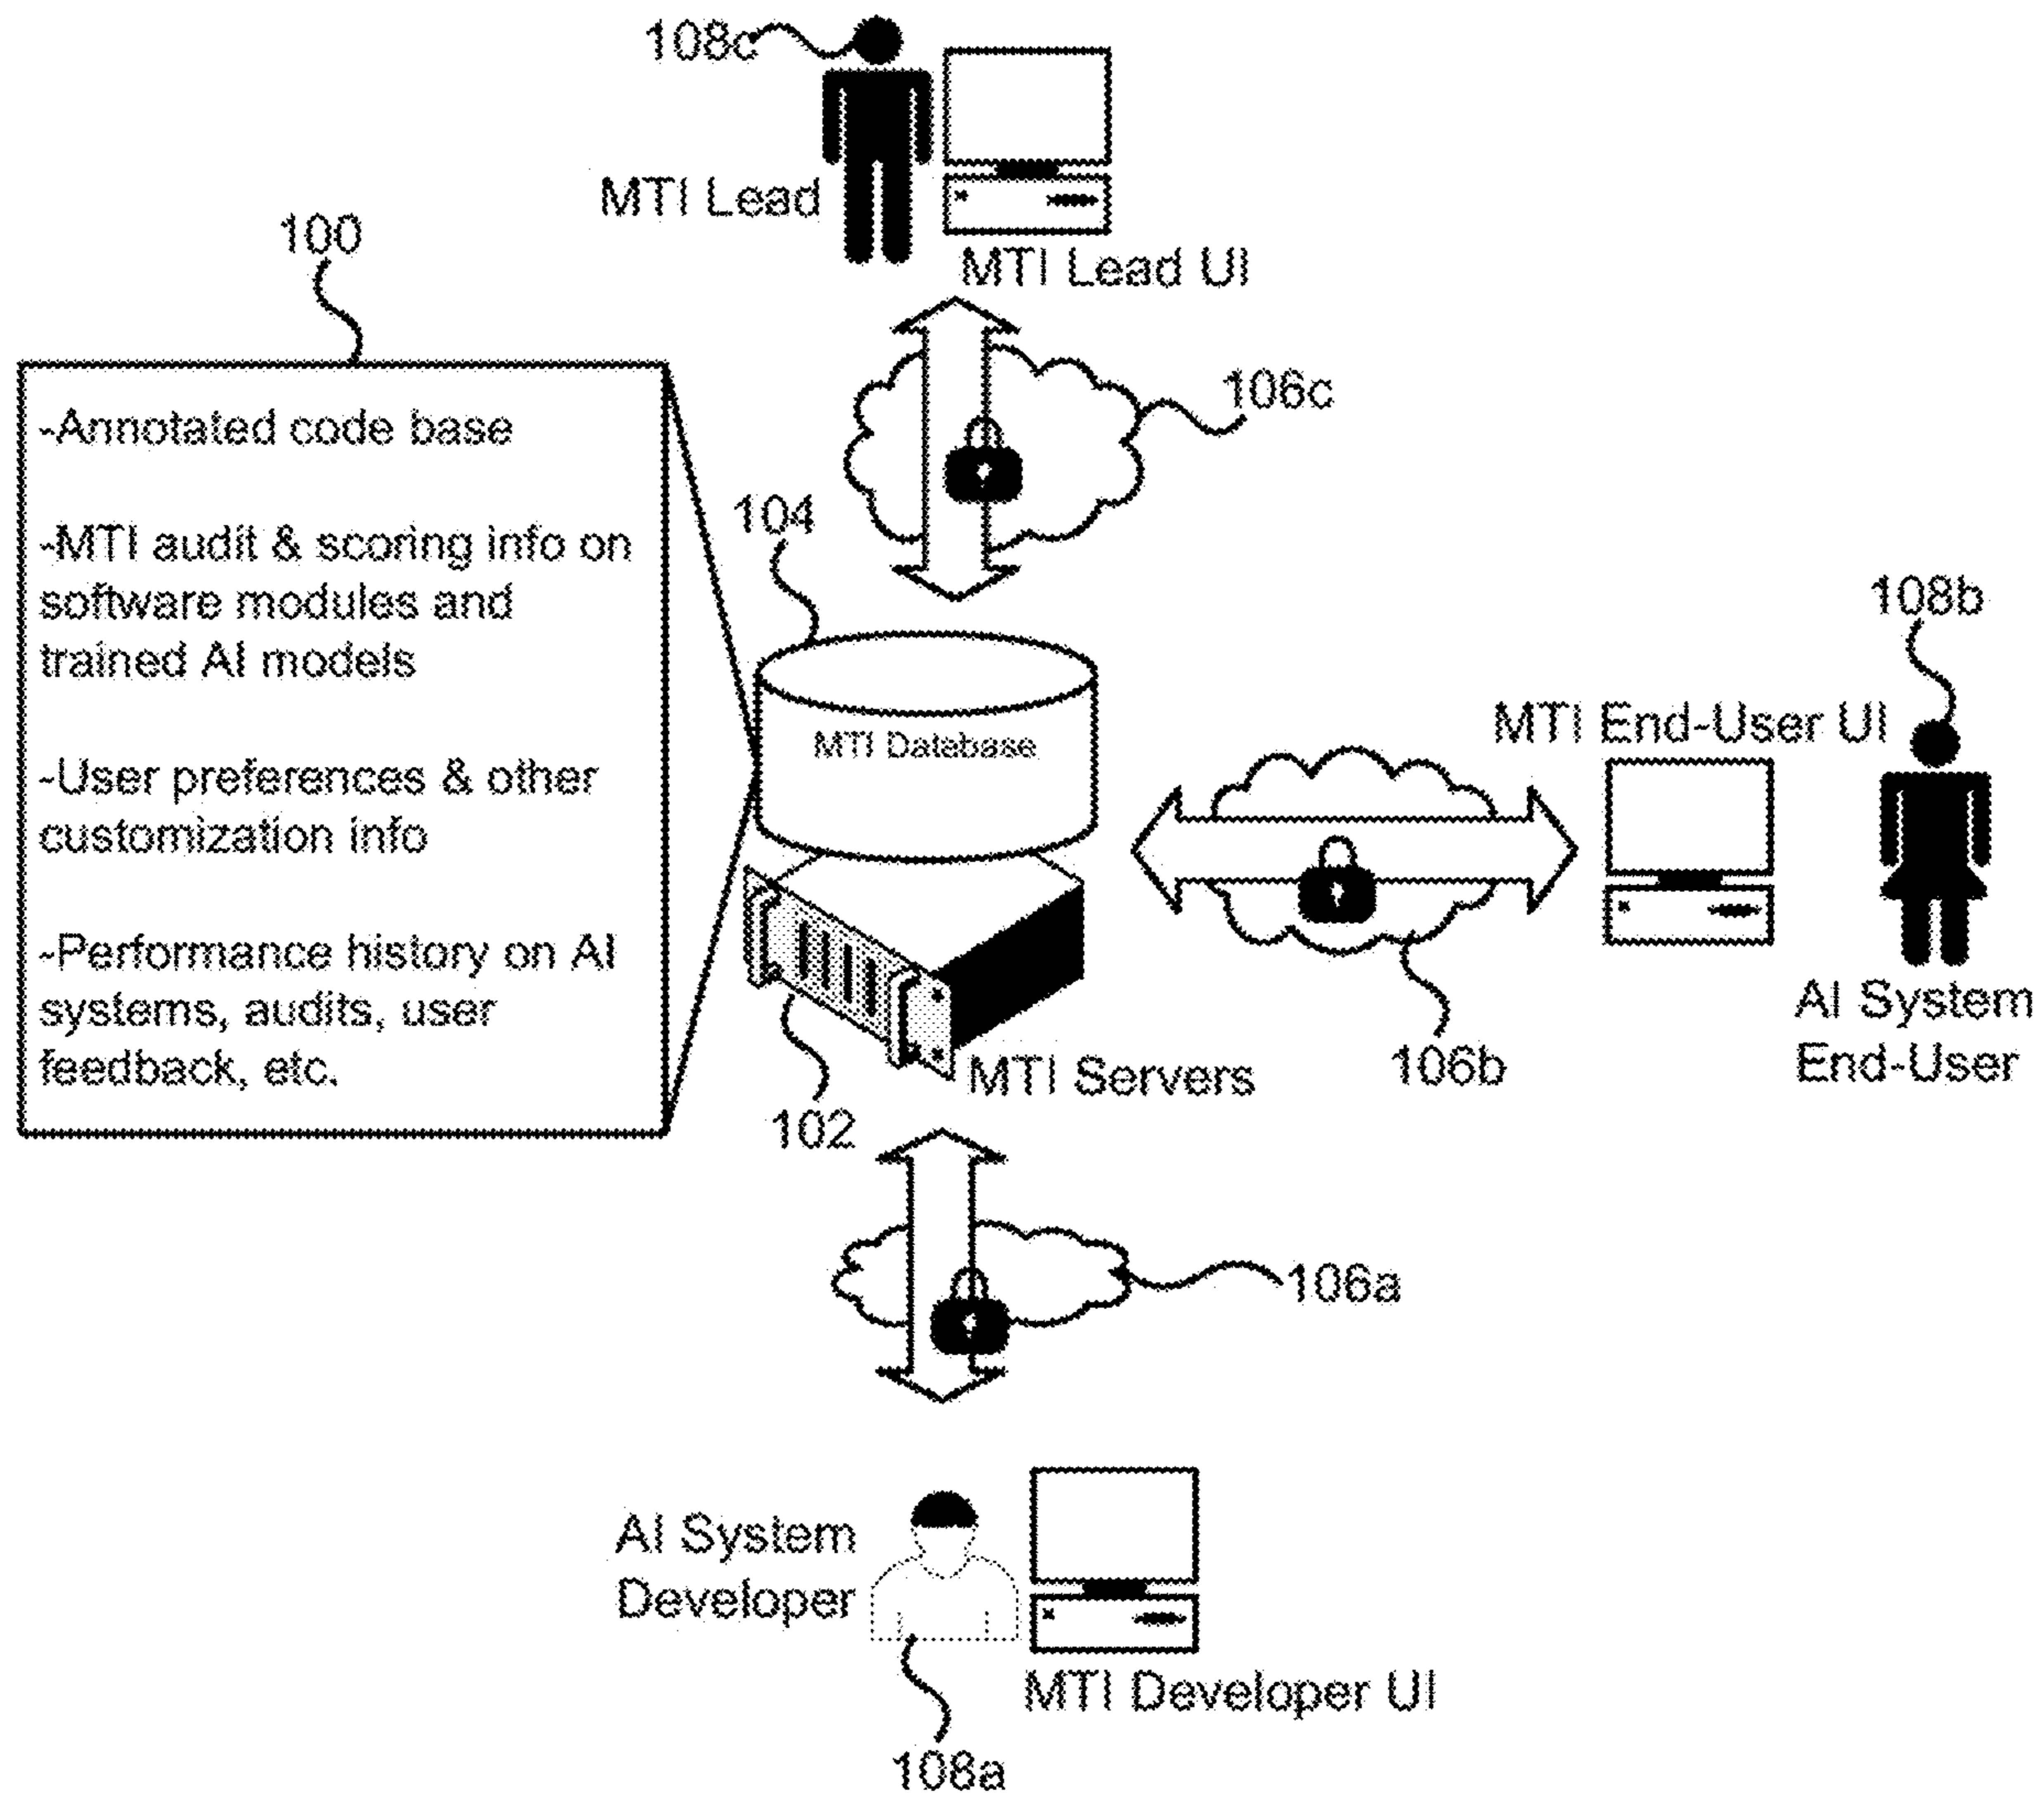 108c
MTI Lead
MTI Lead UI
100
-Annotated code base
-MTI audit & scoring info on
software modules and
trained AI models
-User preferences & other
customization info
-Performance history on AI
systems, audits, user
feedback, etc.
106c
104
MTI Database
108b
MTI End-User UI
AI System
End-User
106b
MTI Servers
102
106a
AI System
Developer
MTI Developer UI
108a